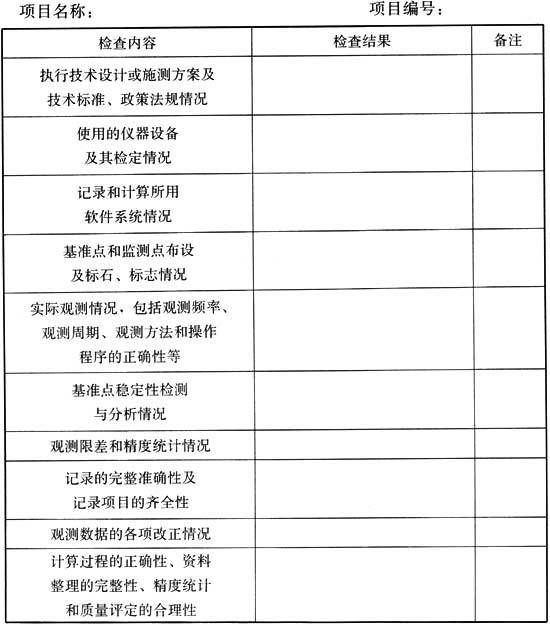 项目名称： 项目编号：
检查内容 检查结果 备注
执行技术设计或施测方案及
技术标准、政策法规情况
使用的仪器设备
及其检定情况
记录和计算所用
软件系统情况
基准点和监测点布设
及标石、标志情况
实际观测情况，包括观测频率、
观测周期、观测方法和操作
程序的正确性等
基准点稳定性检测
与分析情况
观测限差和精度统计情况
记录的完整准确性及
记录项目的齐全性
观测数据的各项改正情况
计算过程的正确性、资料
整理的完整性、精度统计
和质量评定的合理性